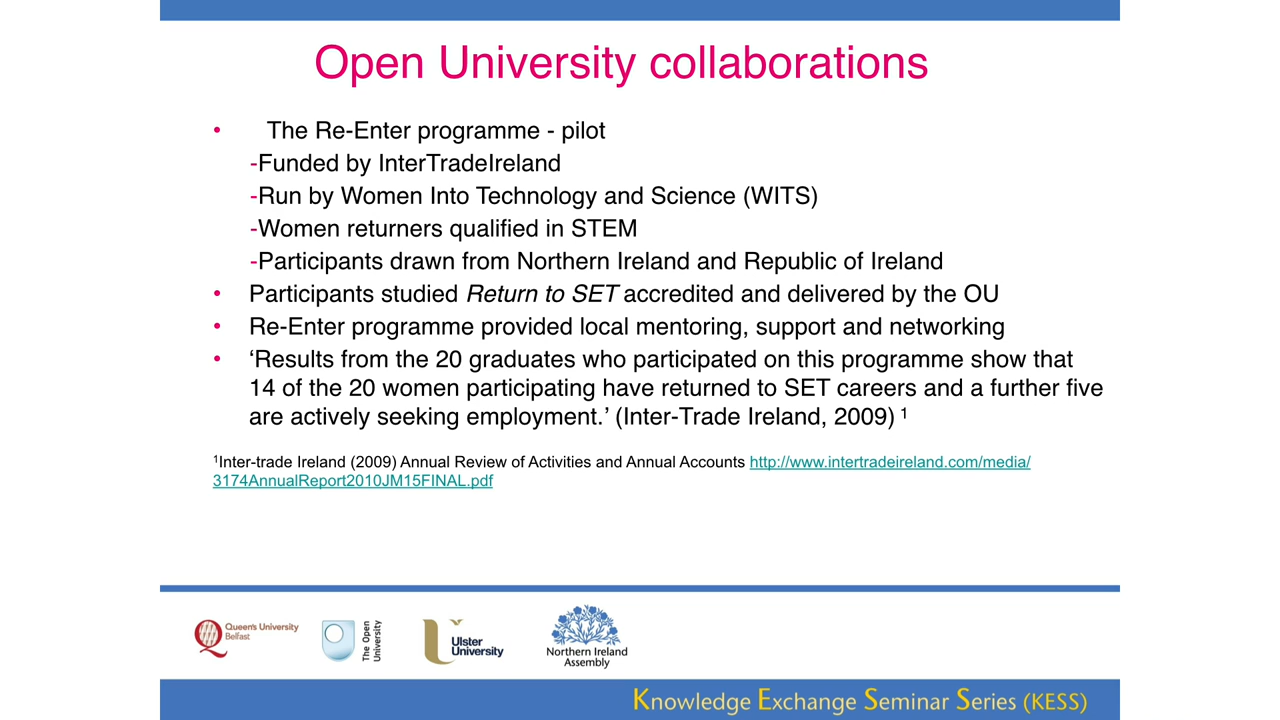 Open University collaborations
• The Re-Enter programme - pilot
-Funded by InterTradeIreland
-Run by Women Into Technology and Science (WITS)
-Women returners qualified in STEM
-Participants drawn from Northern Ireland and Republic of Ireland
• Participants studied Return to SET accredited and delivered by the OU
• Re-Enter programme provided local mentoring, support and networking
• ‘Results from the 20 graduates who participated on this programme show that
14 of the 20 women participating have returned to SET careers and a further five
are actively seeking employment.’ (Inter-Trade Ireland, 2009) 1
1Inter-trade Ireland (2009) Annual Review of Activities and Annual Accounts http://www.intertradeireland.com/media/
3174AnnualReport2010JM15FINAL.pdf
Queen's University
Belfast
The Open
University
Ulster
University
Northern Ireland
Assembly
Knowledge Exchange Seminar Series (KESS)